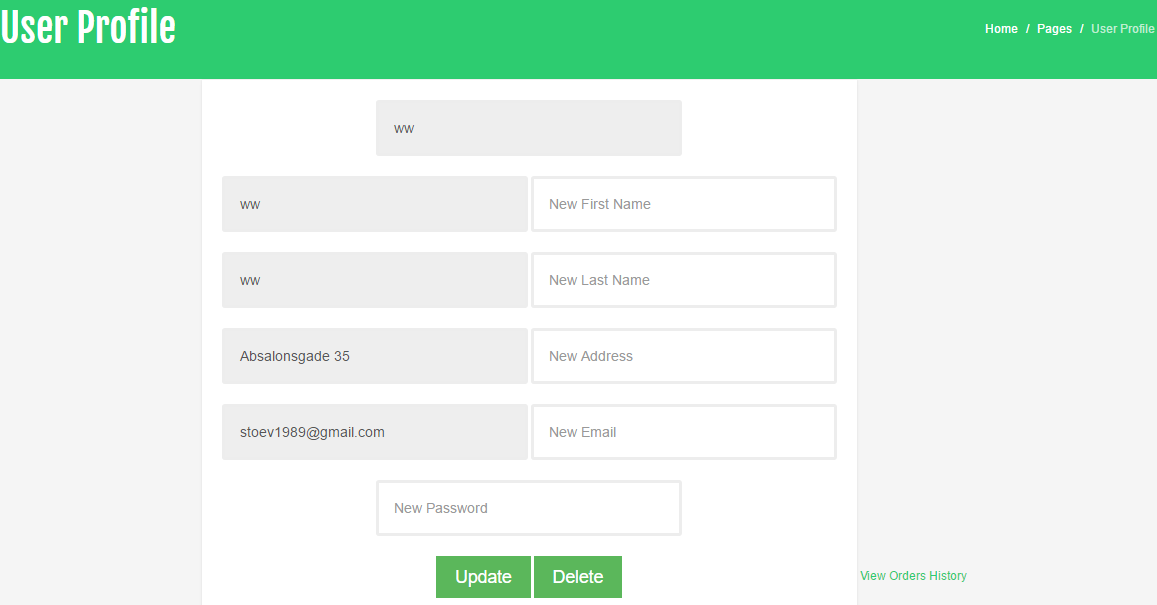 User Profile
Home / Pages / User Profile
ww
ww New First Name
ww New Last Name
Absalonsgade 35 New Address
stoev1989@gmail.com New Email
New Password
Update Delete View Orders History